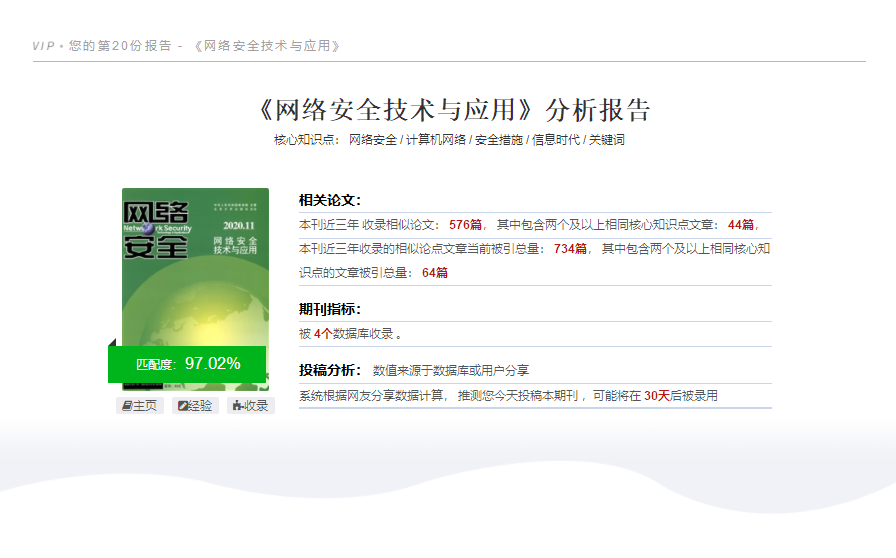 VIP • 您的第20份报告 - 《网络安全技术与应用》
《网络安全技术与应用》分析报告
核心知识点： 网络安全 / 计算机网络 / 安全措施 / 信息时代 / 关键词
网络
Network Security
安全
2020.11
网络安全
技术与应用
匹配度：97.02%
主页 经验 收录
相关论文：
本刊近三年 收录相似论文： 576篇， 其中包含两个及以上相同核心知识点文章： 44篇，
本刊近三年收录的相似论点文章当前被引总量： 734篇， 其中包含两个及以上相同核心知
识点的文章被引总量： 64篇
期刊指标：
被 4个数据库收录 。
投稿分析： 数值来源于数据库或用户分享
系统根据网友分享数据计算， 推测您今天投稿本期刊 ，可能将在 30天后被录用